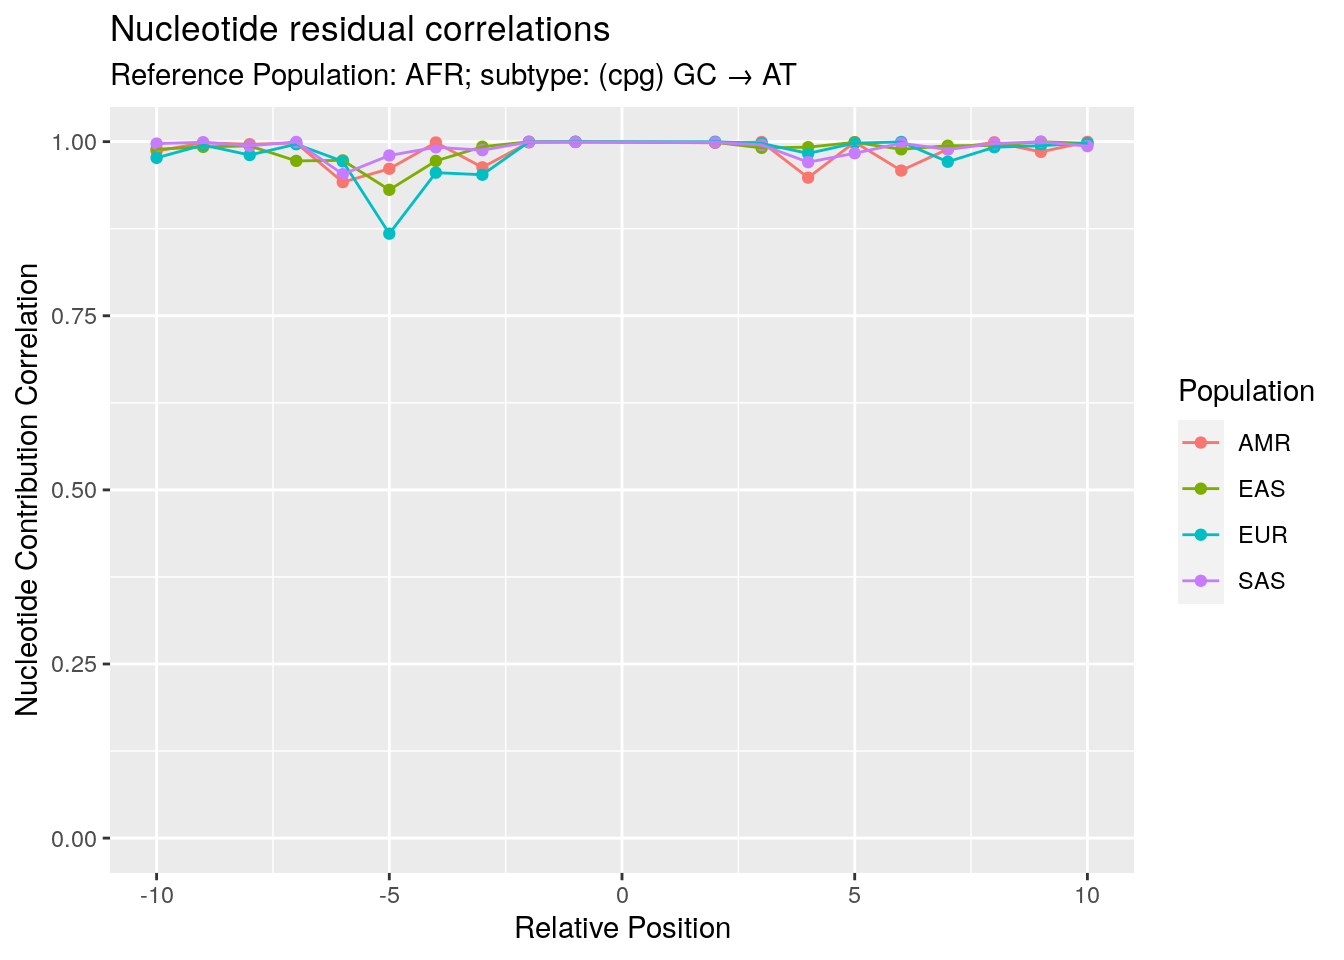 Nucleotide residual correlations
Reference Population: AFR; subtype: (cpg) GC → AT
Nucleotide Contribution Correlation
1.00
0.75
0.50
0.25
0.00
-10
-5
0
5
10
Relative Position
Population
AMR
EAS
EUR
SAS